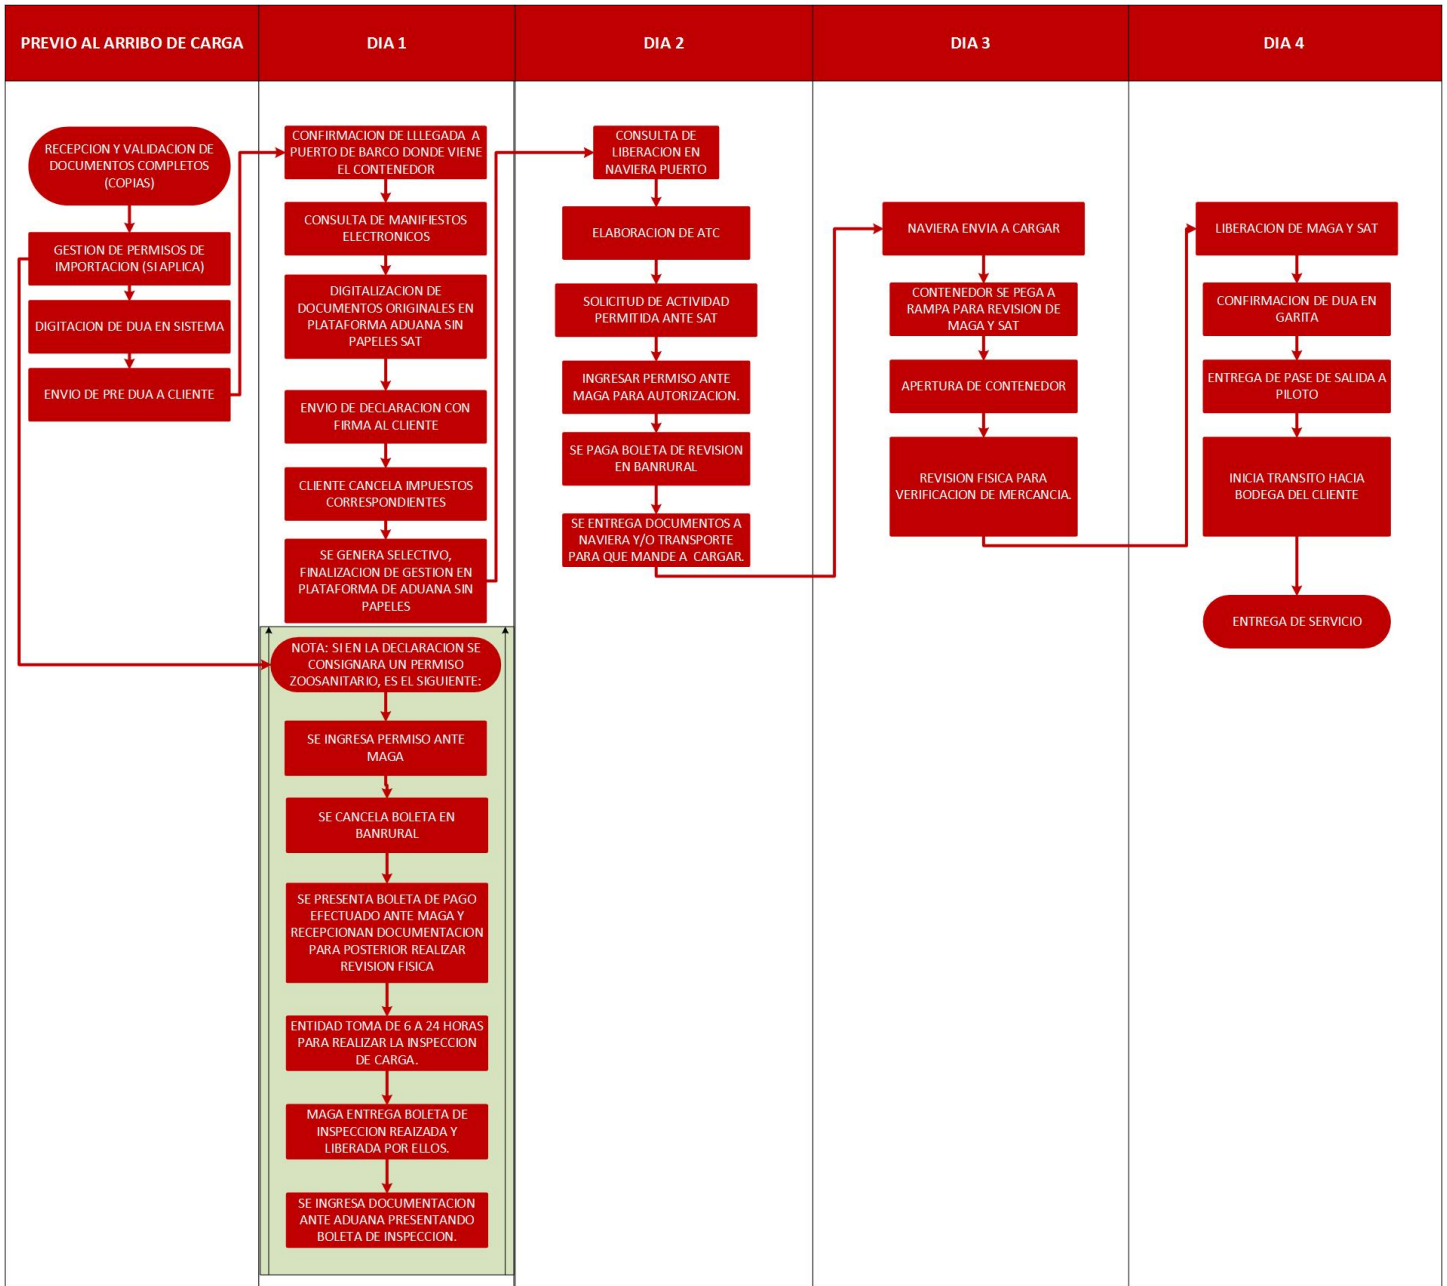 PREVIO AL ARRIBO DE CARGA
DIA 1
DIA 2
DIA 3
DIA 4
RECEPCION Y VALIDACION DE
DOCUMENTOS COMPLETOS
(COPIAS)
GESTION DE PERMISOS DE
IMPORTACION (SI APLICA)
DIGITACION DE DUA EN SISTEMA
ENVIO DE PRE DUA A CLIENTE
CONFIRMACION DE LLLEGADA A
PUERTO DE BARCO DONDE VIENE
EL CONTENEDOR
CONSULTA DE MANIFIESTOS
ELECTRONICOS
DIGITALIZACION DE
DOCUMENTOS ORIGINALES EN
PLATAFORMA ADUANA SIN
PAPELES SAT
ENVIO DE DECLARACION CON
FIRMA AL CLIENTE
CLIENTE CANCELA IMPUESTOS
CORRESPONDIENTES
SE GENERA SELECTIVO,
FINALIZACION DE GESTION EN
PLATAFORMA DE ADUANA SIN
PAPELES
NOTA: SI EN LA DECLARACION SE
CONSIGNARA UN PERMISO
ZOOSANITARIO, ES EL SIGUIENTE:
SE INGRESA PERMISO ANTE
MAGA
SE CANCELA BOLETA EN
BANRURAL
SE PRESENTA BOLETA DE PAGO
EFECTUADO ANTE MAGA Y
RECEPCIONAN DOCUMENTACION
PARA POSTERIOR REALIZAR
REVISION FISICA
ENTIDAD TOMA DE 6 A 24 HORAS
PARA REALIZAR LA INSPECCION
DE CARGA.
MAGA ENTREGA BOLETA DE
INSPECCION REAIZADA Y
LIBERADA POR ELLOS.
SE INGRESA DOCUMENTACION
ANTE ADUANA PRESENTANDO
BOLETA DE INSPECCION.
CONSULTA DE
LIBERACION EN
NAVIERA PUERTO
ELABORACION DE ATC
SOLICITUD DE ACTIVIDAD
PERMITIDA ANTE SAT
INGRESAR PERMISO ANTE
MAGA PARA AUTORIZACION.
SE PAGA BOLETA DE REVISION
EN BANRURAL
SE ENTREGA DOCUMENTOS A
NAVIERA Y/O TRANSPORTE
PARA QUE MANDE A CARGAR.
NAVIERA ENVIA A CARGAR
CONTENEDOR SE PEGA A
RAMPA PARA REVISION DE
MAGA Y SAT
APERTURA DE CONTENEDOR
REVISION FISICA PARA
VERIFICACION DE MERCANCIA.
LIBERACION DE MAGA Y SAT
CONFIRMACION DE DUA EN
GARITA
ENTREGA DE PASE DE SALIDA A
PILOTO
INICIA TRANSITO HACIA
BODEGA DEL CLIENTE
ENTREGA DE SERVICIO